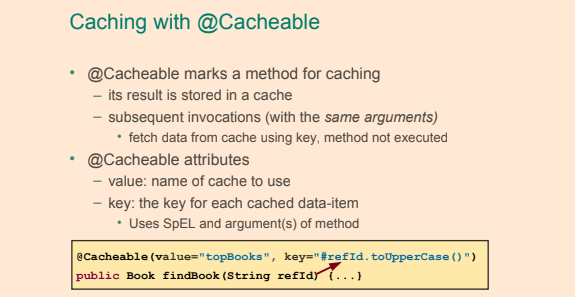 Caching with @Cacheable
• @Cacheable marks a method for caching
– its result is stored in a cache
– subsequent invocations (with the same arguments)
• fetch data from cache using key, method not executed
• @Cacheable attributes
– value: name of cache to use
– key: the key for each cached data-item
• Uses SpEL and argument(s) of method
@Cacheable(value="topBooks", key="#refId.toUpperCase()")
public Book findBook(String refId) {...}